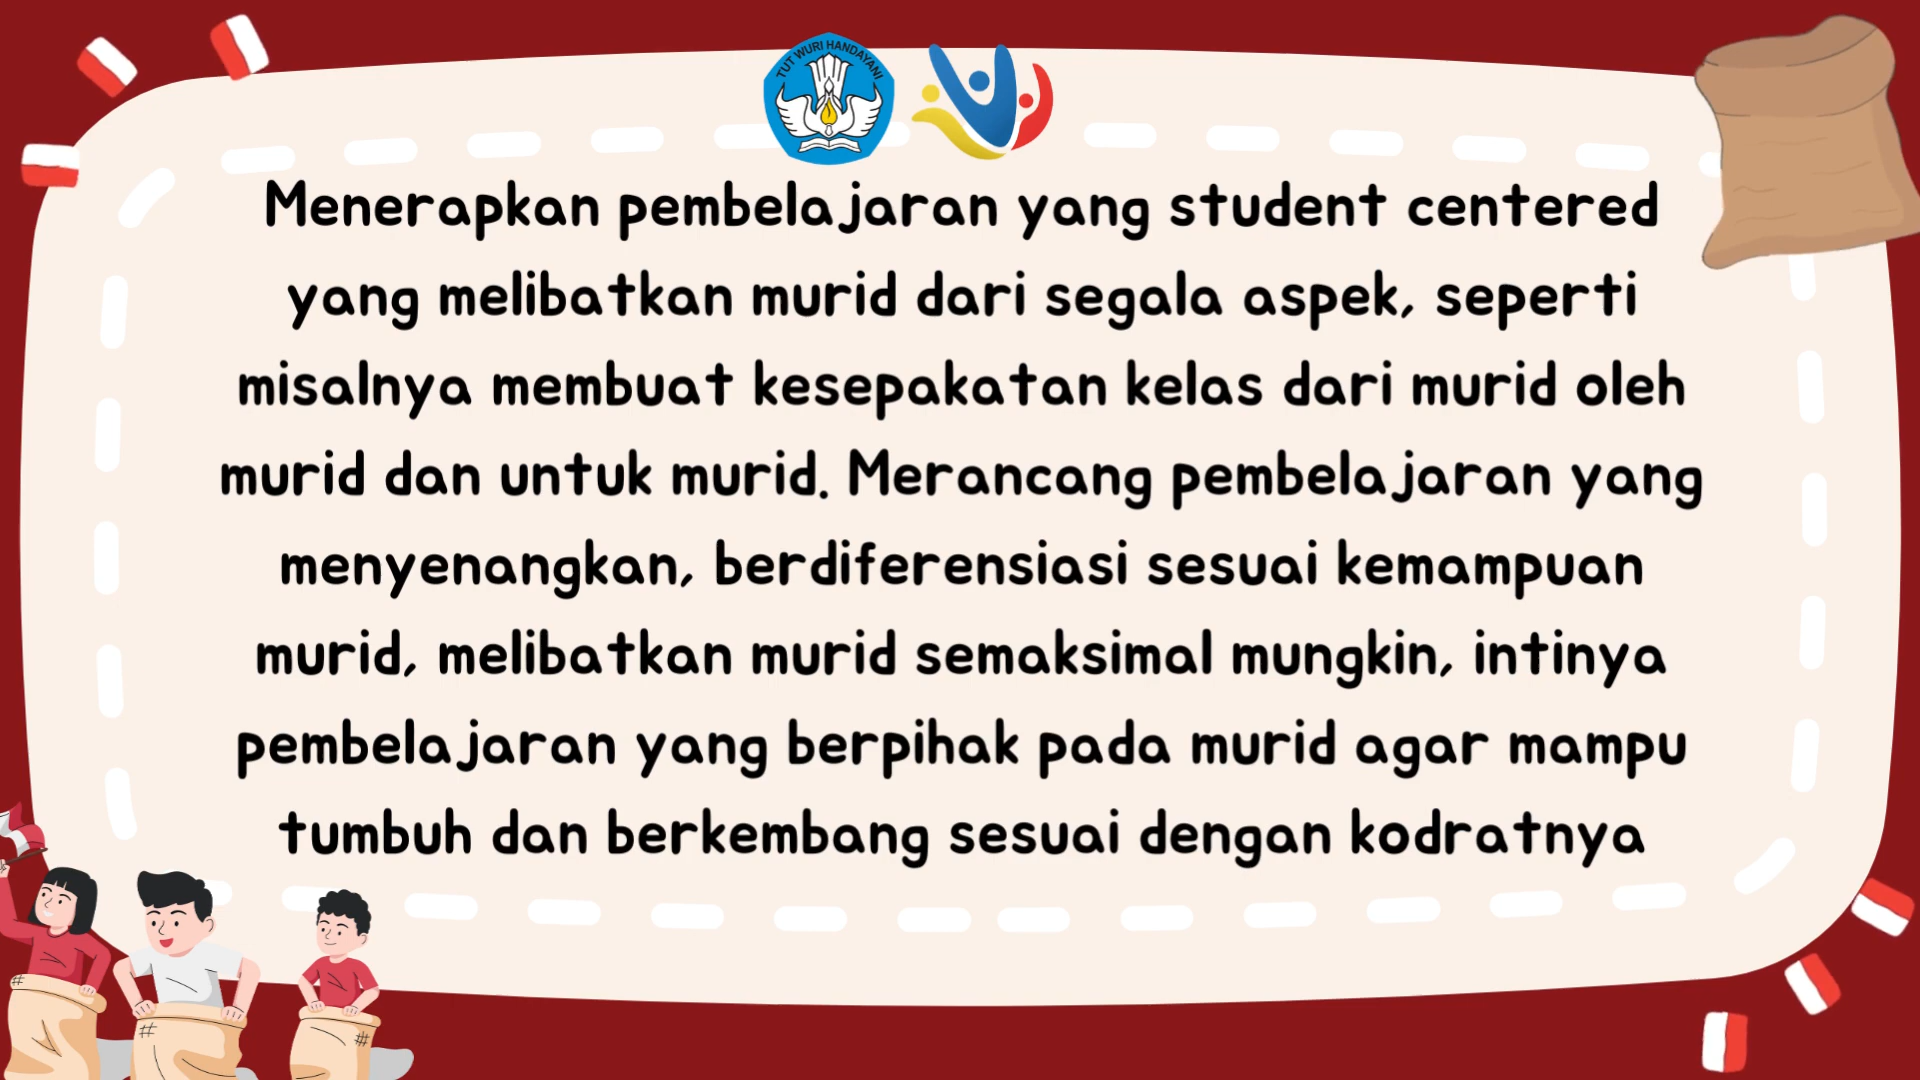 TUT WURI HANDAYANI
Menerapkan pembelajaran yang student centered
yang melibatkan murid dari segala aspek, seperti
misalnya membuat kesepakatan kelas dari murid oleh
murid dan untuk murid. Merancang pembelajaran yang
menyenangkan, berdiferensiasi sesuai kemampuan
murid, melibatkan murid semaksimal mungkin, intinya
pembelajaran yang berpihak pada murid agar mampu
tumbuh dan berkembang sesuai dengan kodratnya